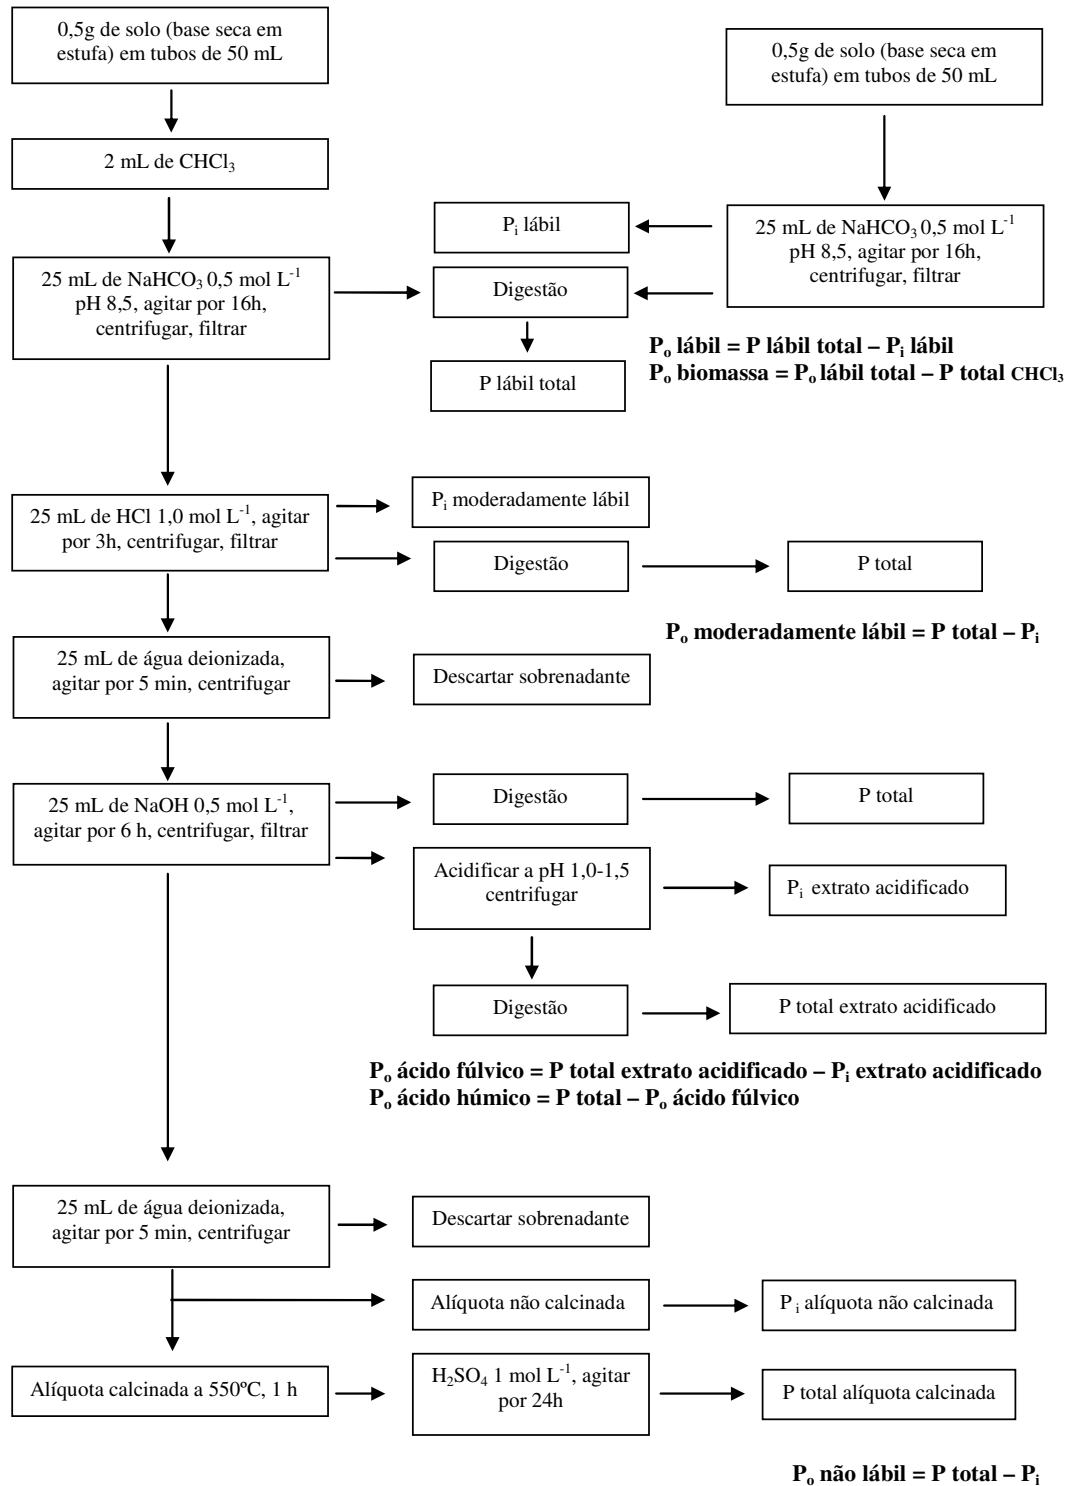 0,5g de solo (base seca em
estufa) em tubos de 50 mL
0,5g de solo (base seca em
estufa) em tubos de 50 mL
2 mL de CHCl₃
25 mL de NaHCO₃ 0,5 mol L⁻¹
pH 8,5, agitar por 16h,
centrifugar, filtrar
Pᵢ lábil
25 mL de NaHCO₃ 0,5 mol L⁻¹
pH 8,5, agitar por 16h,
centrifugar, filtrar
Digestão
P lábil total
Pₒ lábil = P lábil total – Pᵢ lábil
Pₒ biomassa = Pₒ lábil total – P total CHCl₃
25 mL de HCl 1,0 mol L⁻¹, agitar
por 3h, centrifugar, filtrar
Pᵢ moderadamente lábil
Digestão
P total
Pₒ moderadamente lábil = P total – Pᵢ
25 mL de água deionizada,
agitar por 5 min, centrifugar
Descartar sobrenadante
25 mL de NaOH 0,5 mol L⁻¹,
agitar por 6 h, centrifugar, filtrar
Digestão
P total
Acidificar a pH 1,0-1,5
centrifugar
Pᵢ extrato acidificado
Digestão
P total extrato acidificado
Pₒ ácido fúlvico = P total extrato acidificado – Pᵢ extrato acidificado
Pₒ ácido húmico = P total – Pₒ ácido fúlvico
25 mL de água deionizada,
agitar por 5 min, centrifugar
Descartar sobrenadante
Alíquota não calcinada
P ᵢ alíquota não calcinada
Alíquota calcinada a 550ºC, 1 h
H₂SO₄ 1 mol L⁻¹, agitar
por 24h
P total alíquota calcinada
Pₒ não lábil = P total – Pᵢ